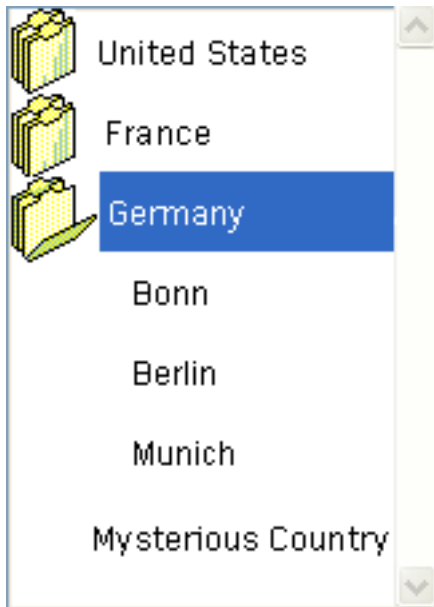 United States
France
Germany
Bonn
Berlin
Munich
Mysterious Country